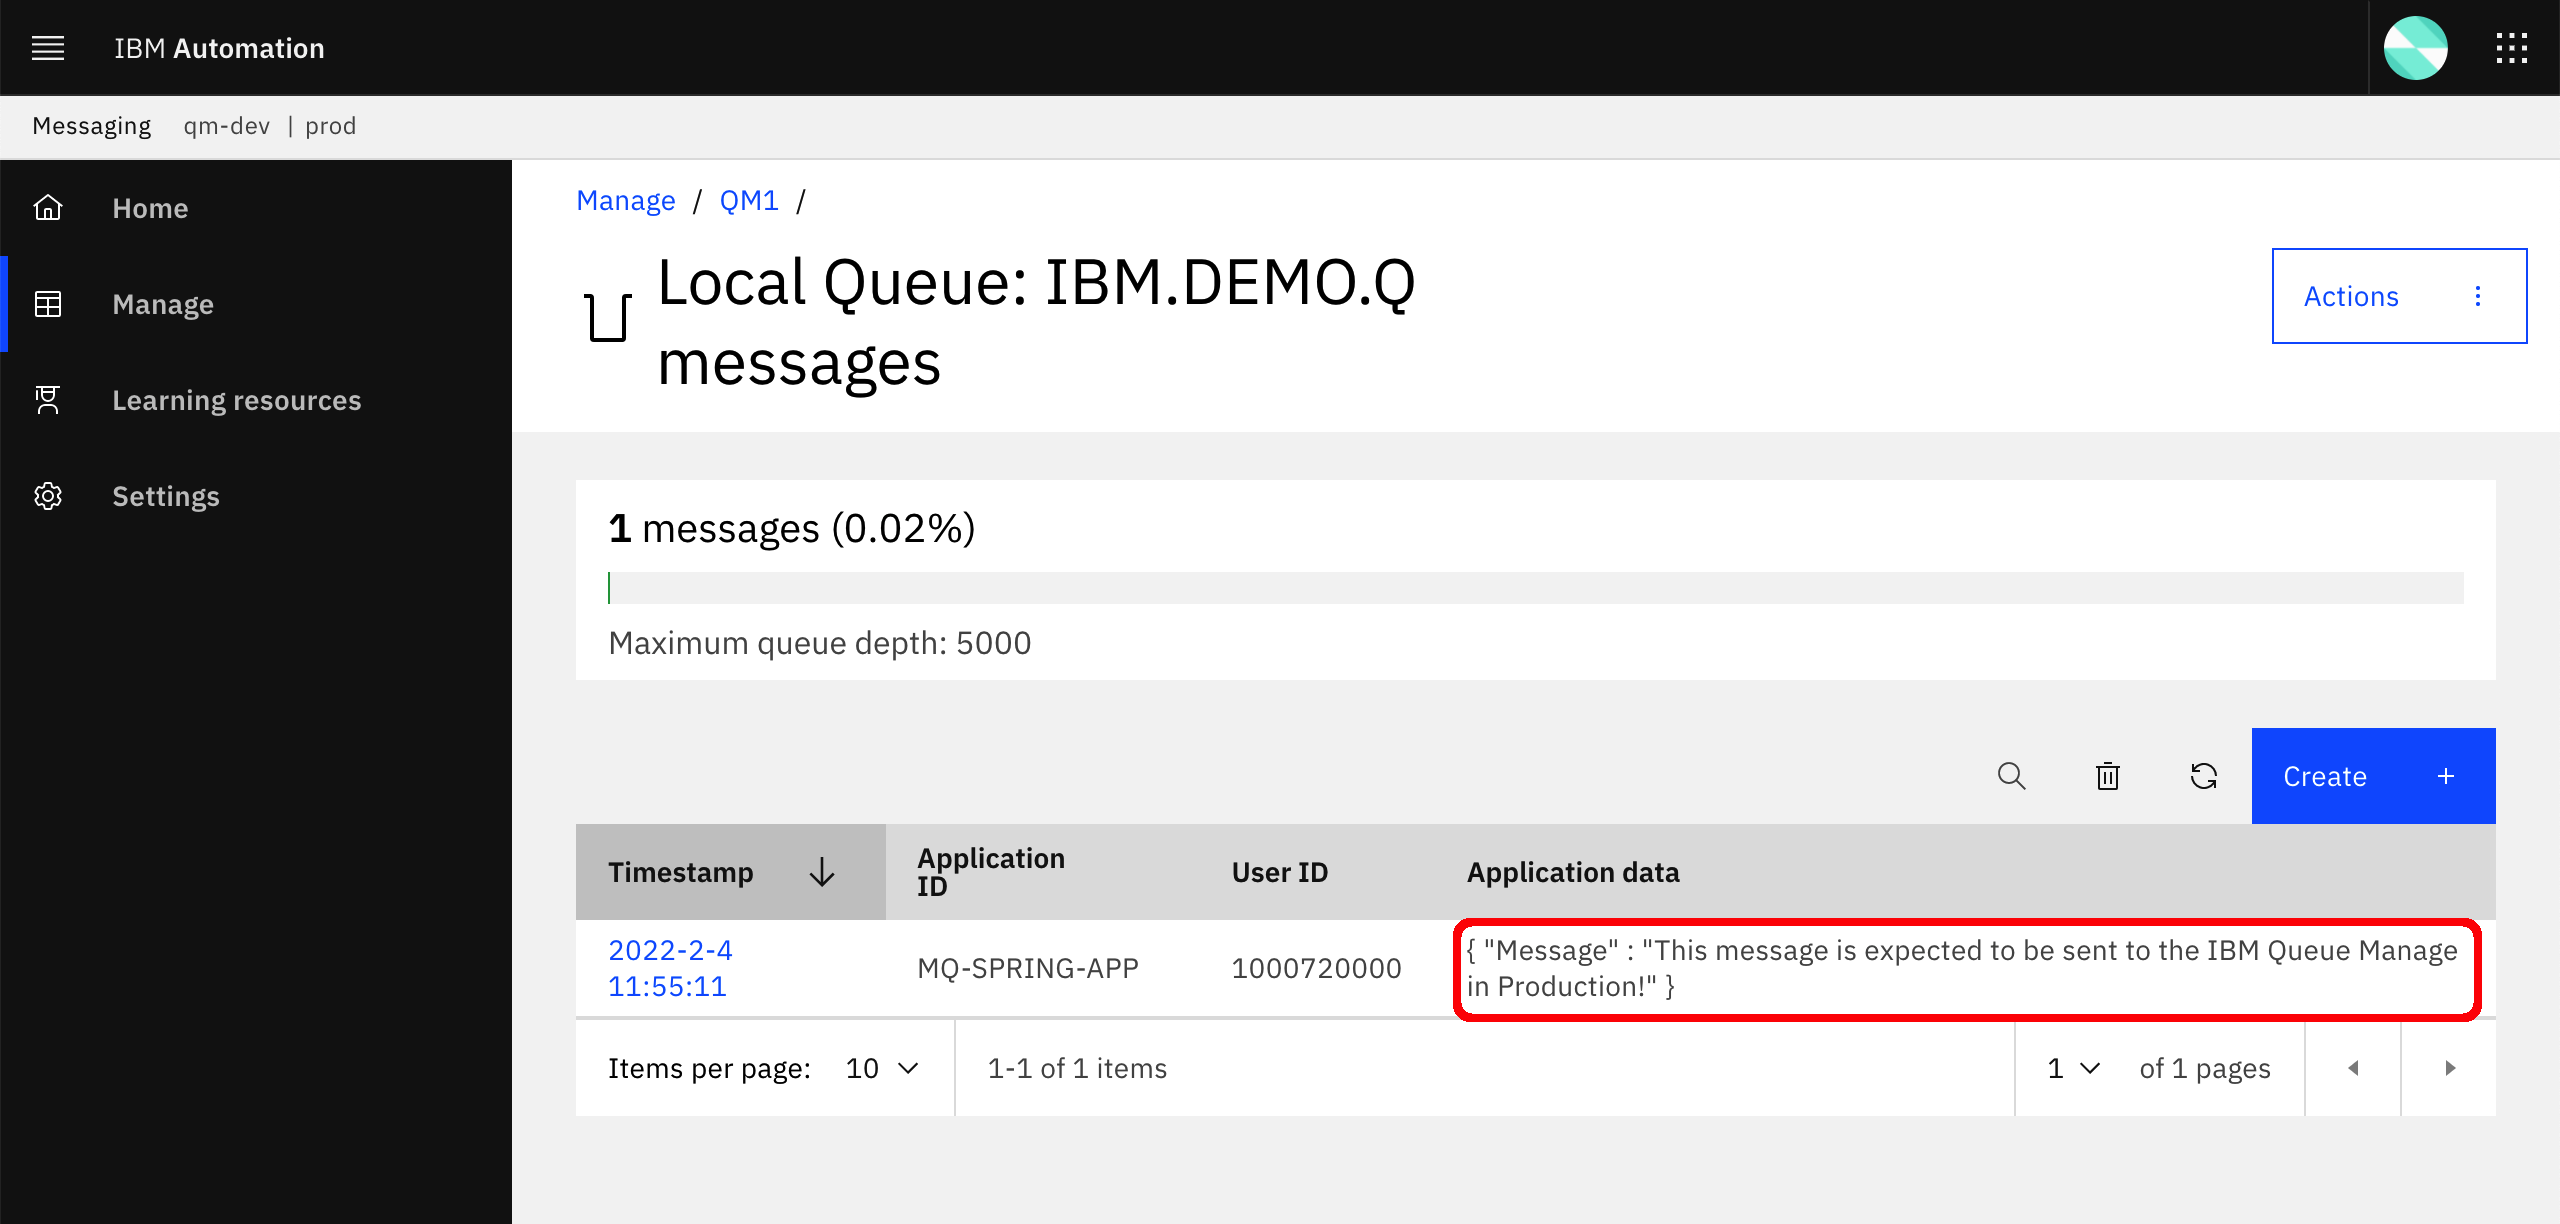 IBM Automation
Messaging qm-dev | prod
Home
Manage
Learning resources
Settings
Manage / QM1 /
Local Queue: IBM.DEMO.Q
messages
Actions
1 messages (0.02%)
Maximum queue depth: 5000
Create +
Timestamp
Application
ID
User ID
Application data
2022-2-4
11:55:11
MQ-SPRING-APP
1000720000
{ "Message" : "This message is expected to be sent to the IBM Queue Manage
in Production!" }
Items per page: 10
1-1 of 1 items
1 of 1 pages